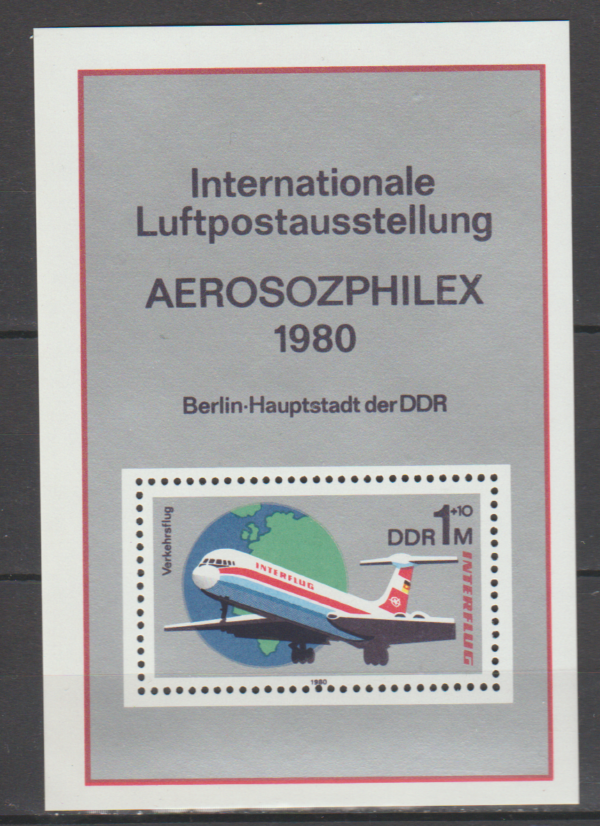 Internationale
Luftpostausstellung
AEROSOZPHILEX
1980
Berlin·Hauptstadt der DDR
Verkehrsflug
DDR 1 +10 M
INTERFLUG
INTERFLUG
1980